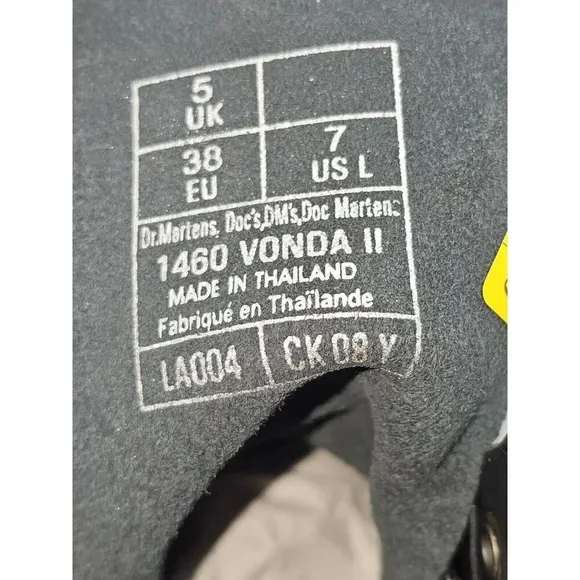 5
UK
38
EU
7
US L
Dr.Martens, Doc's,DM's,Doc Martens
1460 VONDA II
MADE IN THAILAND
Fabriqué en Thaïlande
LA004
CK 08 Y